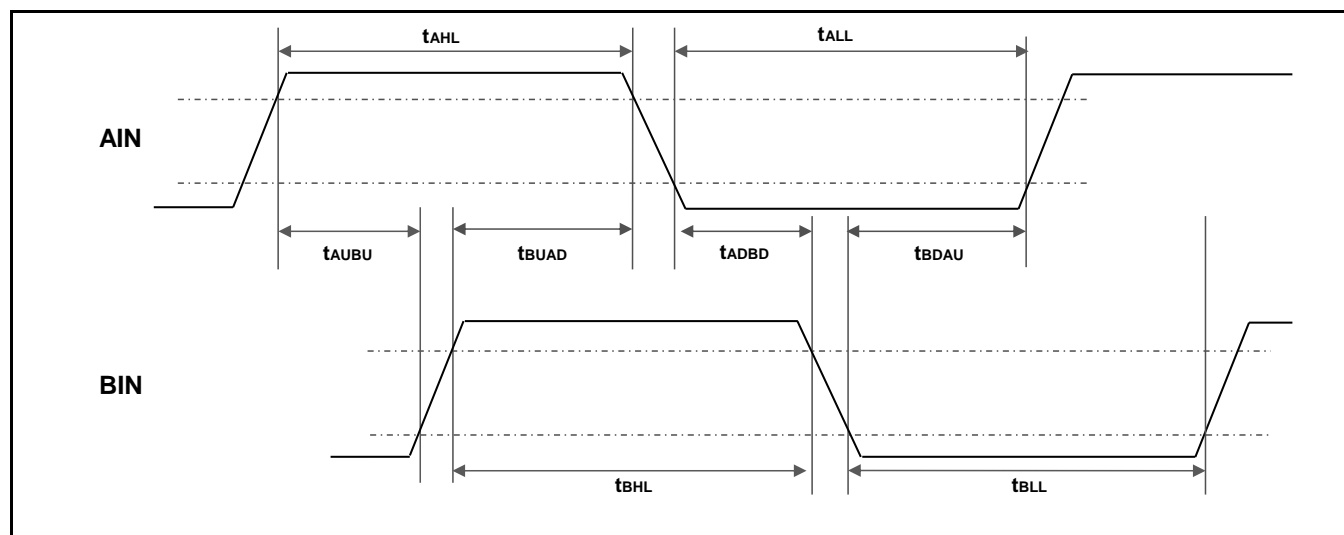 tAHL
tALL
AIN
tAUBU
tBUAD
tADBD
tBDAU
BIN
tBHL
tBLL